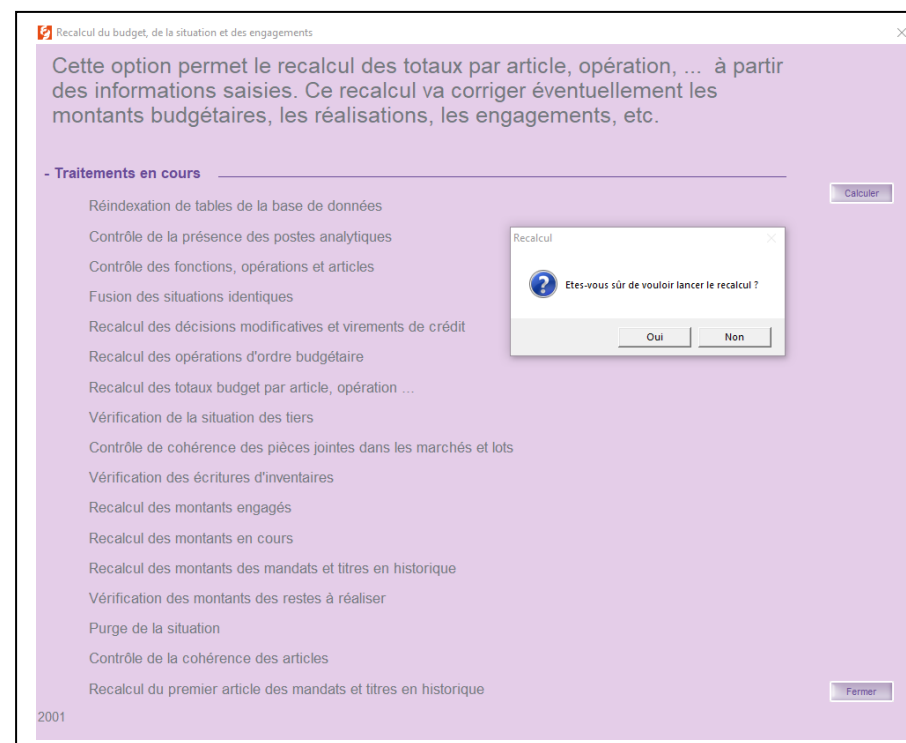 Recalcul du budget, de la situation et des engagements
Cette option permet le recalcul des totaux par article, opération, ... à partir
des informations saisies. Ce recalcul va corriger éventuellement les
montants budgétaires, les réalisations, les engagements, etc.
- Traitements en cours
Calculer
Réindexation de tables de la base de données
Contrôle de la présence des postes analytiques
Contrôle des fonctions, opérations et articles
Fusion des situations identiques
Recalcul des décisions modificatives et virements de crédit
Recalcul des opérations d'ordre budgétaire
Recalcul des totaux budget par article, opération ...
Vérification de la situation des tiers
Contrôle de cohérence des pièces jointes dans les marchés et lots
Vérification des écritures d'inventaires
Recalcul des montants engagés
Recalcul des montants en cours
Recalcul des montants des mandats et titres en historique
Vérification des montants des restes à réaliser
Purge de la situation
Contrôle de la cohérence des articles
Recalcul du premier article des mandats et titres en historique
Recalcul
Etes-vous sûr de vouloir lancer le recalcul ?
Oui
Non
Fermer
2001